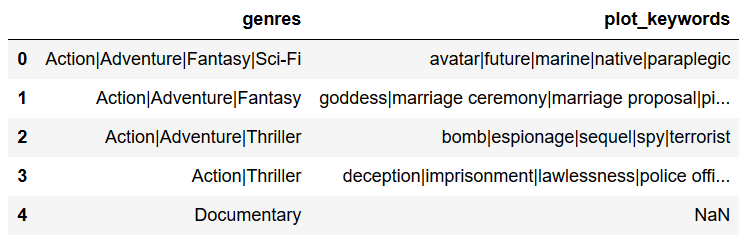 genres plot_keywords
0 Action|Adventure|Fantasy|Sci-Fi avatar|future|marine|native|paraplegic
1 Action|Adventure|Fantasy goddess|marriage ceremony|marriage proposal|pi...
2 Action|Adventure|Thriller bomb|espionage|sequel|spy|terrorist
3 Action|Thriller deception|imprisonment|lawlessness|police offi...
4 Documentary NaN